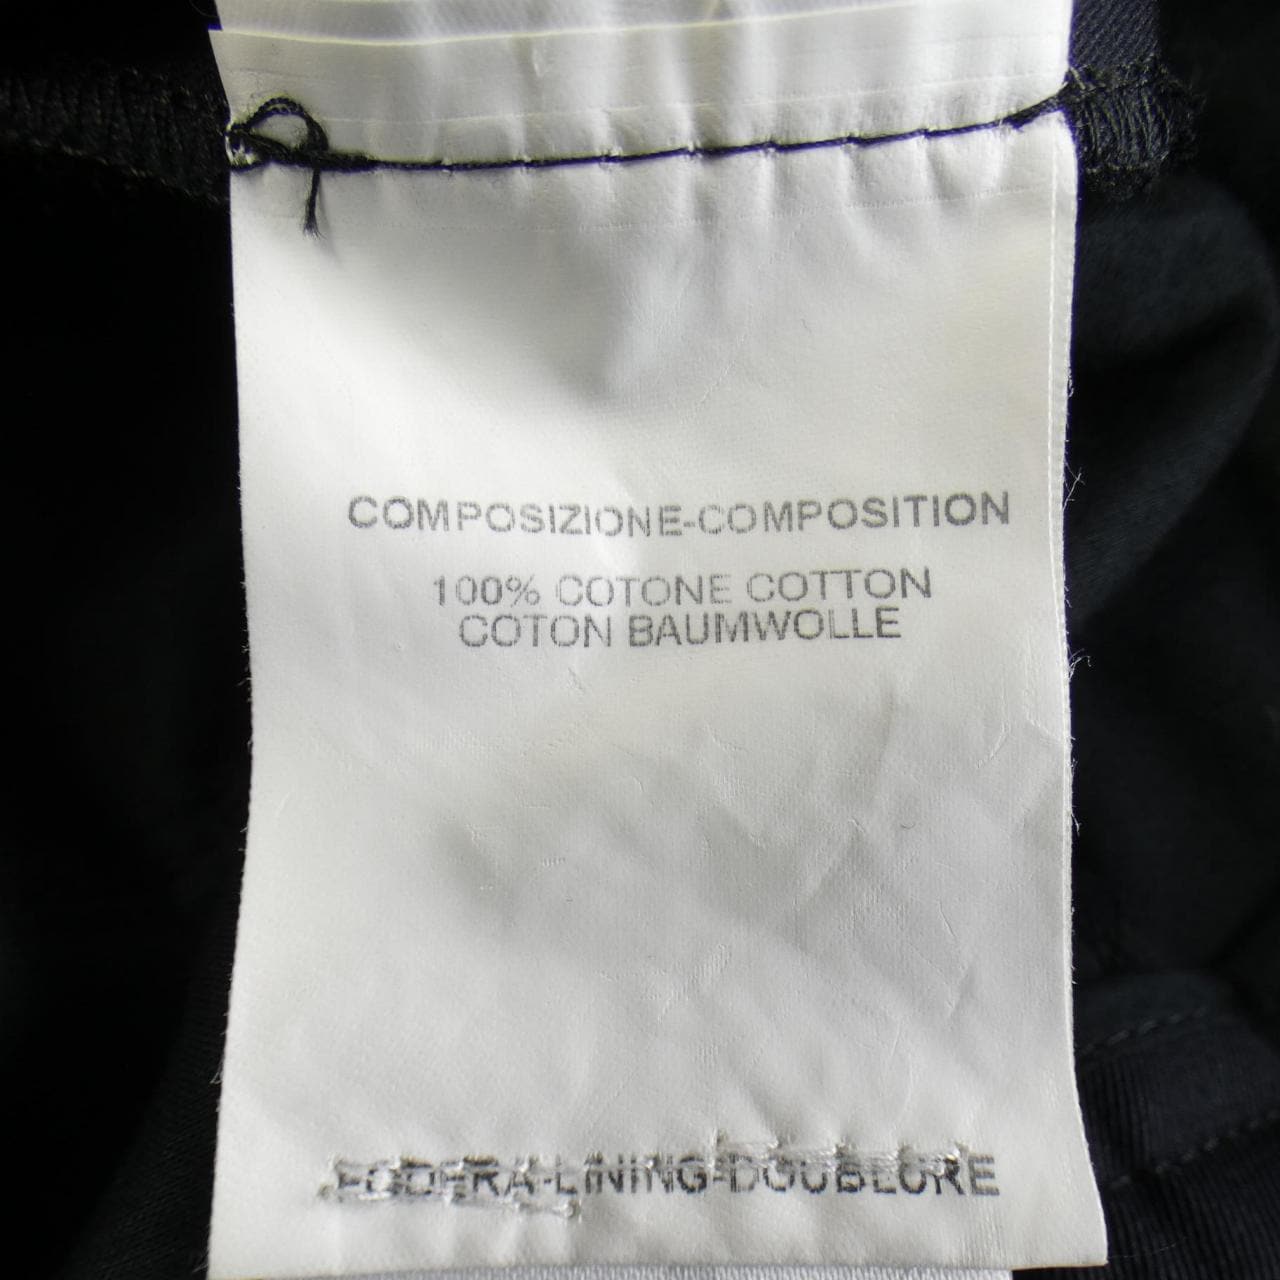 COMPOSIZIONE-COMPOSITION
100% COTONE COTTON
COTON BAUMWOLLE
FODERA-LINING-DOUBLURE